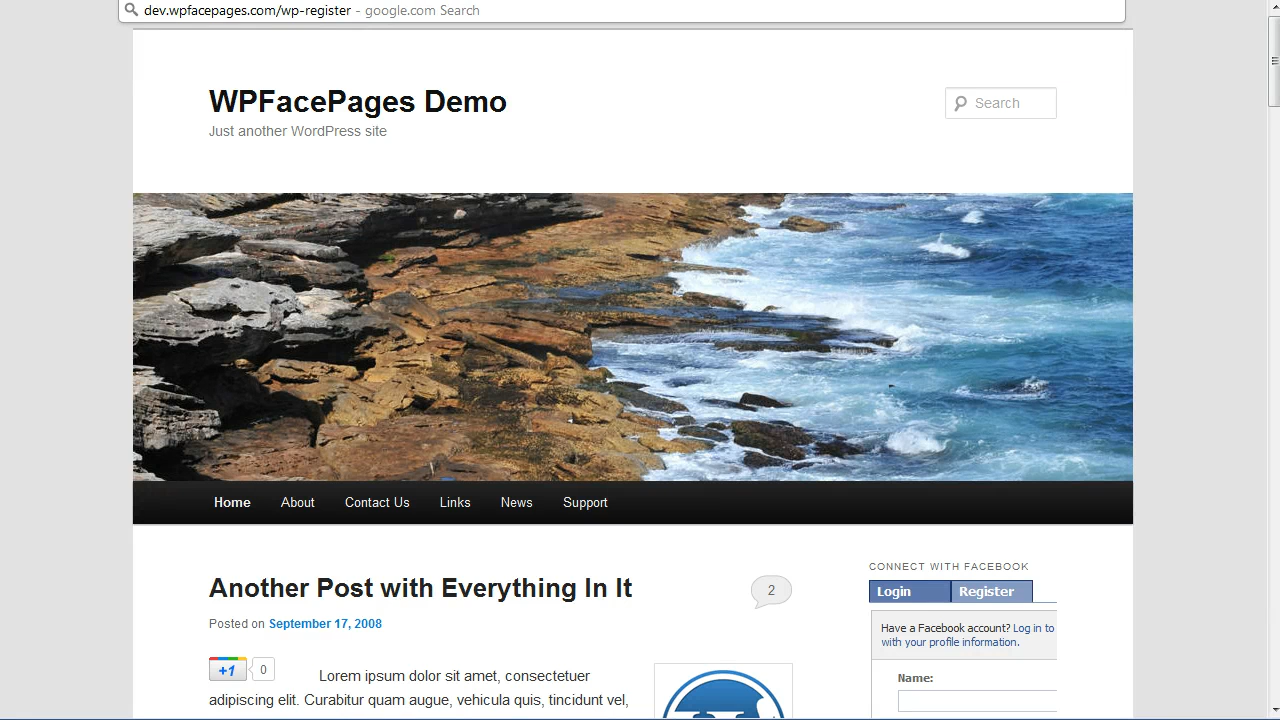 dev.wpfacepages.com/wp-register - google.com Search
WPFacePages Demo
Just another WordPress site
Search
Home About Contact Us Links News Support
Another Post with Everything In It
2
Posted on September 17, 2008
+1 0
Lorem ipsum dolor sit amet, consectetuer
adipiscing elit. Curabitur quam augue, vehicula quis, tincidunt vel,
CONNECT WITH FACEBOOK
Login Register
Have a Facebook account? Log in to
with your profile information.
Name: